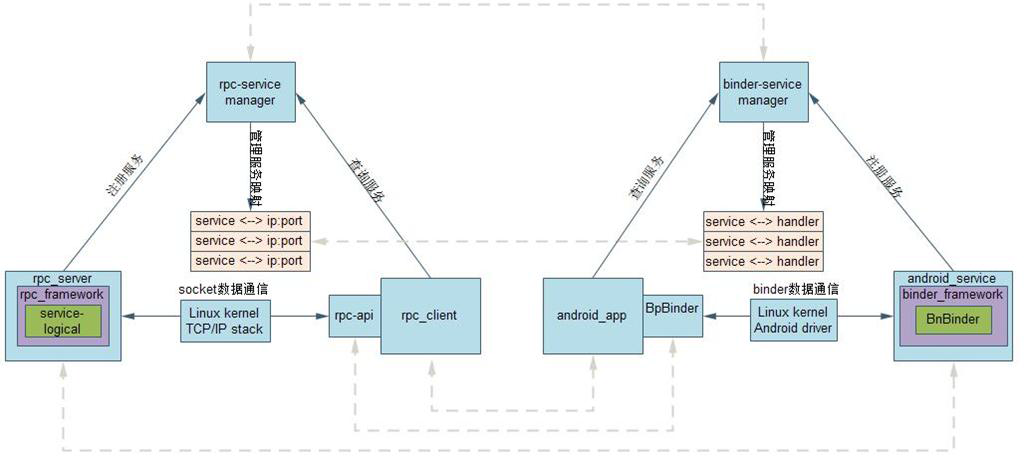 rpc-service
manager
binder-service
manager
管理服务映射
管理服务映射
注册服务
查询服务
查询服务
注册服务
service <--> ip:port
service <--> ip:port
service <--> ip:port
service <--> handler
service <--> handler
service <--> handler
rpc_server
rpc_framework
service-
logical
socket数据通信
Linux kernel
TCP/IP stack
rpc-api
rpc_client
android_app
BpBinder
binder数据通信
Linux kernel
Android driver
android_service
binder_framework
BnBinder